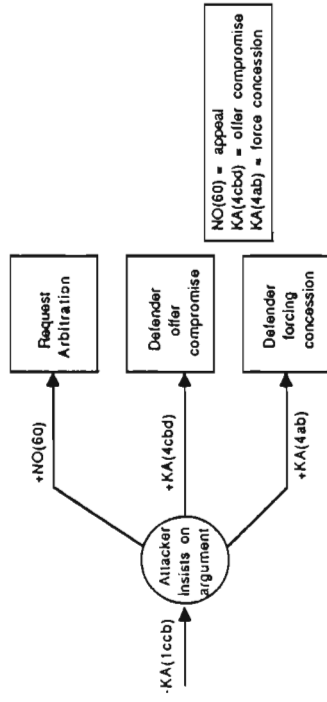 -KA(1ccb)
Attacker
insists on
argument
+NO(60)
Request
Arbitration
+KA(4cbd)
Defender
offer
compromise
+KA(4ab)
Defender
forcing
concession
NO(60) = appeal
KA(4cbd) = offer compromise
KA(4ab) = force concession